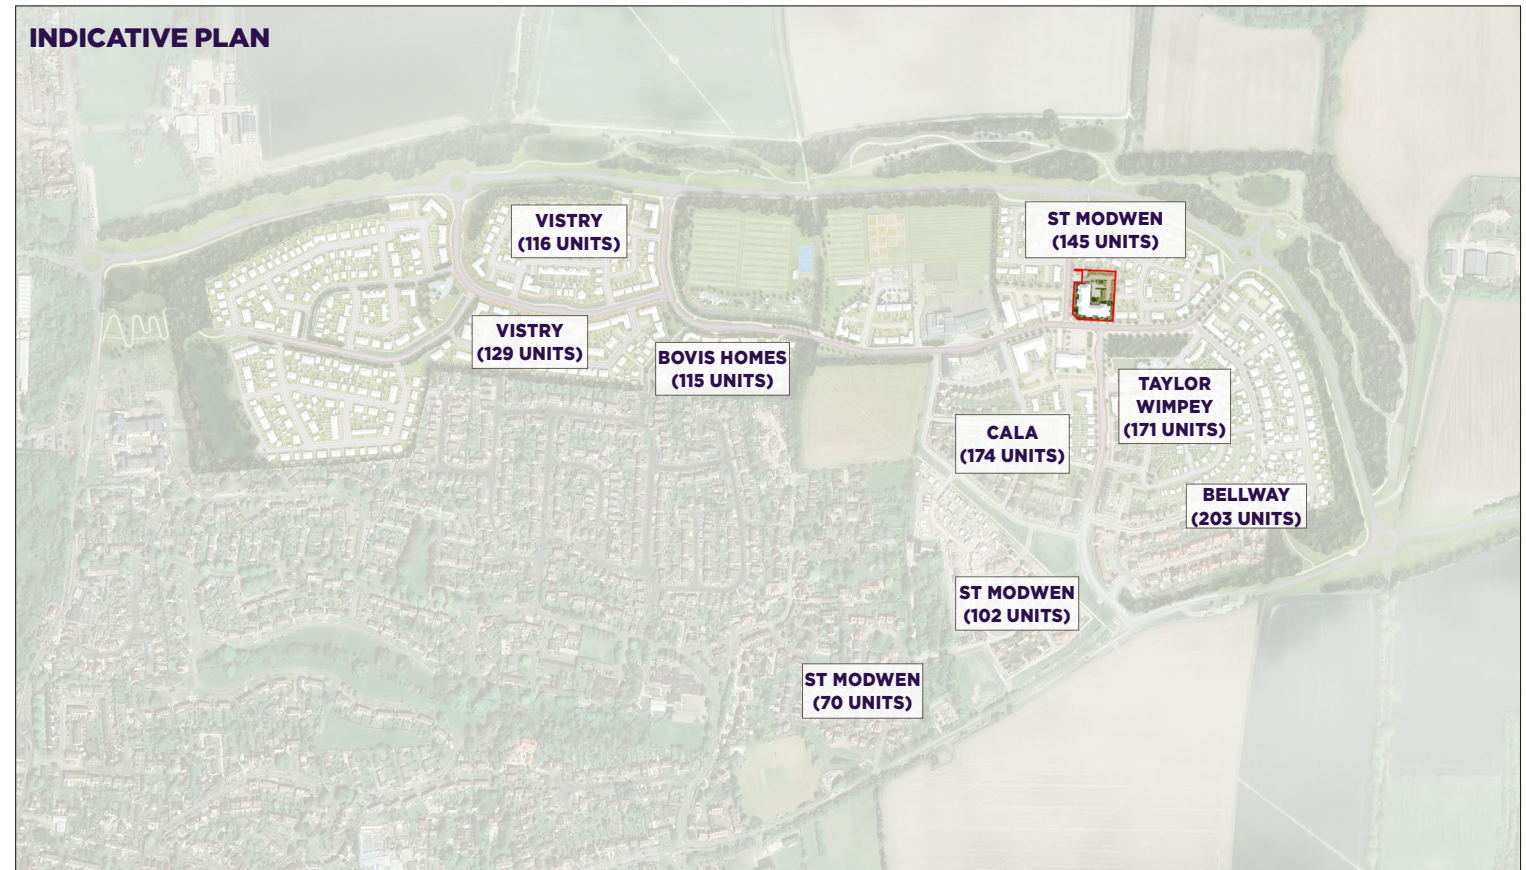 INDICATIVE PLAN
VISTRY
(116 UNITS)
ST MODWEN
(145 UNITS)
VISTRY
(129 UNITS)
BOVIS HOMES
(115 UNITS)
TAYLOR
WIMPEY
(171 UNITS)
CALA
(174 UNITS)
BELLWAY
(203 UNITS)
ST MODWEN
(102 UNITS)
ST MODWEN
(70 UNITS)